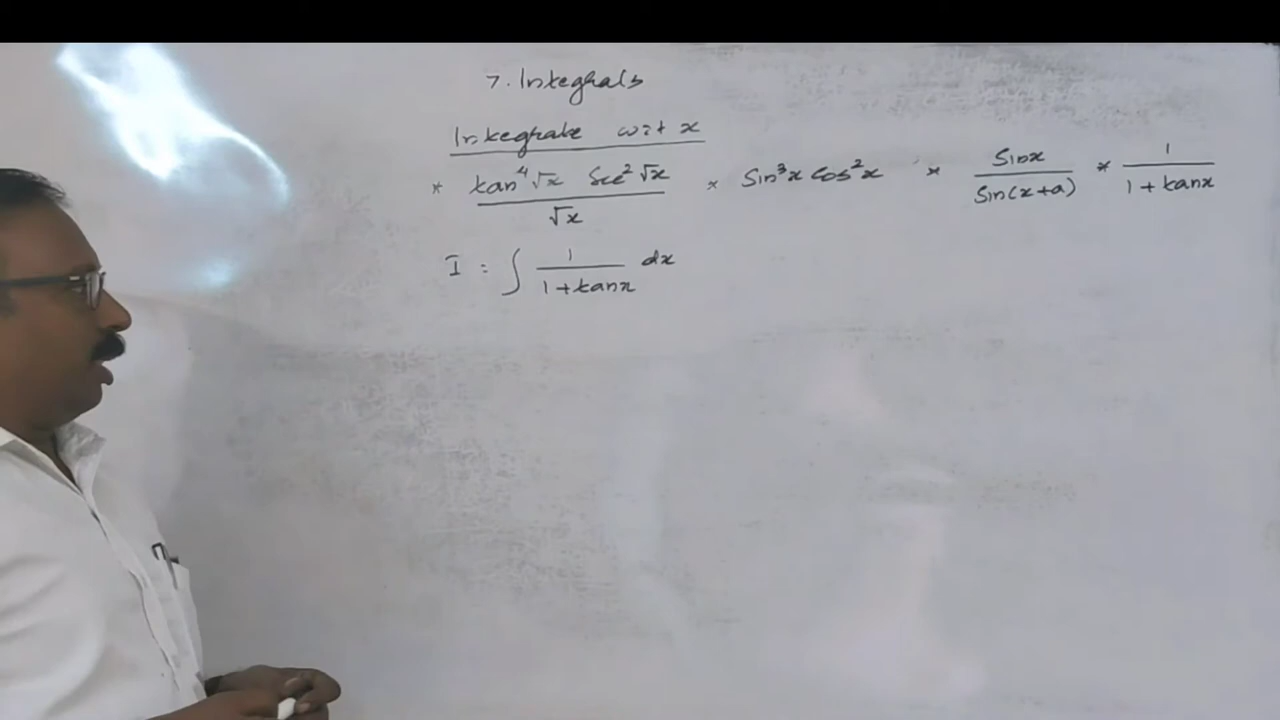 7. Integrals
Integrate w.r.t x
* tan⁴√x sec²√x / √x * Sin³x Cos²x * Sinx / Sin(x+a) * 1 / 1 + tanx
I = ∫ 1 / 1+tanx dx